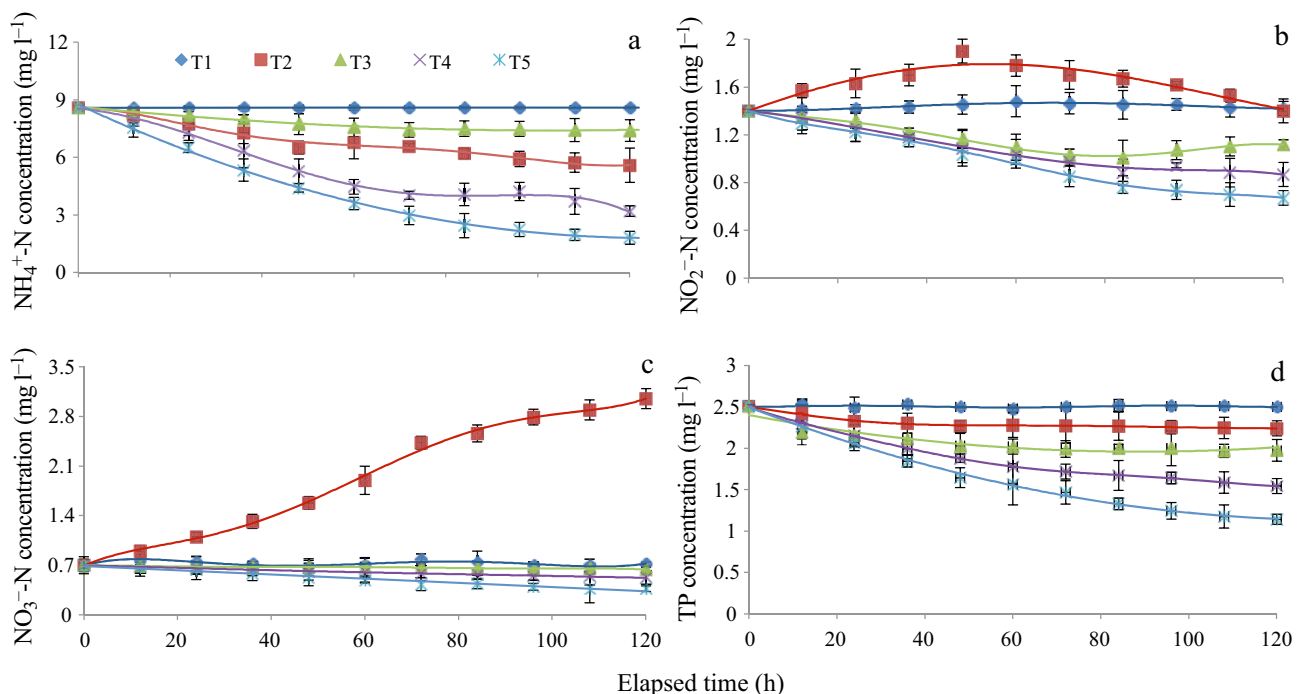 a
NH₄⁺-N concentration (mg l⁻¹)
12
9
6
3
0
T1 T2 T3 T4 T5
b
NO₂⁻-N concentration (mg l⁻¹)
2
1.6
1.2
0.8
0.4
0
c
NO₃⁻-N concentration (mg l⁻¹)
3.5
2.8
2.1
1.4
0.7
0
0 20 40 60 80 100 120
d
TP concentration (mg l⁻¹)
3
2.5
2
1.5
1
0.5
0
0 20 40 60 80 100 120
Elapsed time (h)